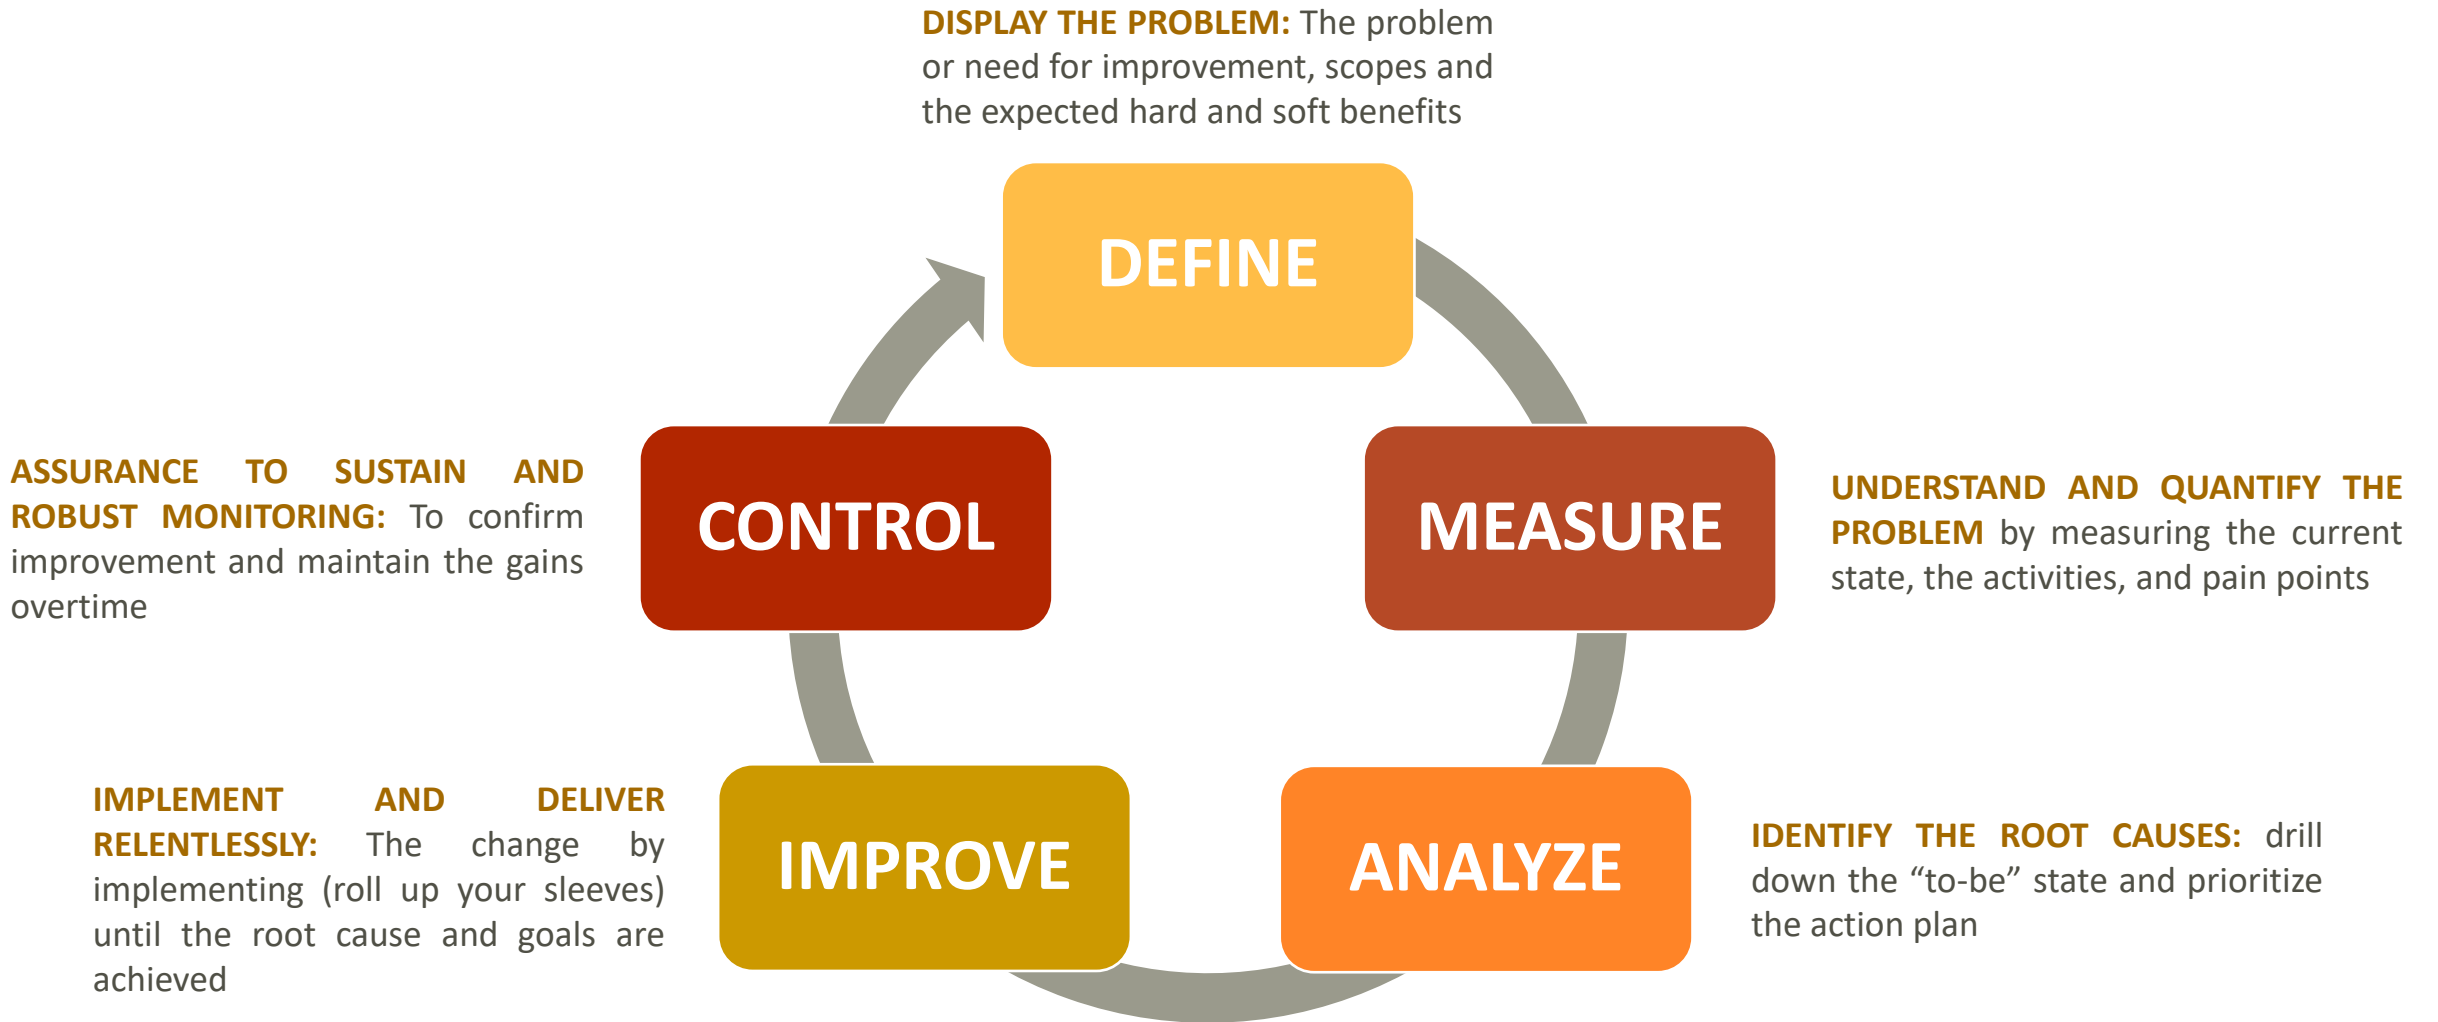 DISPLAY THE PROBLEM: The problem
or need for improvement, scopes and
the expected hard and soft benefits
DEFINE
MEASURE
UNDERSTAND AND QUANTIFY THE
PROBLEM by measuring the current
state, the activities, and pain points
ANALYZE
IDENTIFY THE ROOT CAUSES: drill
down the “to-be” state and prioritize
the action plan
IMPROVE
IMPLEMENT AND DELIVER
RELENTLESSLY: The change by
implementing (roll up your sleeves)
until the root cause and goals are
achieved
CONTROL
ASSURANCE TO SUSTAIN AND
ROBUST MONITORING: To confirm
improvement and maintain the gains
overtime